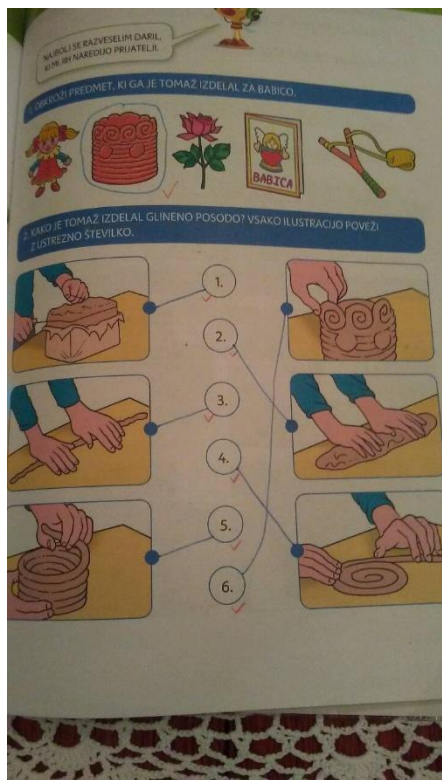 NAJBOLJ SE RAZVESELIM DARIL,
KI MI JIH NAREDIJO PRIJATELJI.
1. OBKROŽI PREDMET, KI GA JE TOMAŽ IZDELAL ZA BABICO.
BABICA
2. KAKO JE TOMAŽ IZDELAL GLINENO POSODO? VSAKO ILUSTRACIJO POVEŽI
Z USTREZNO ŠTEVILKO.
1.
2.
3.
4.
5.
6.